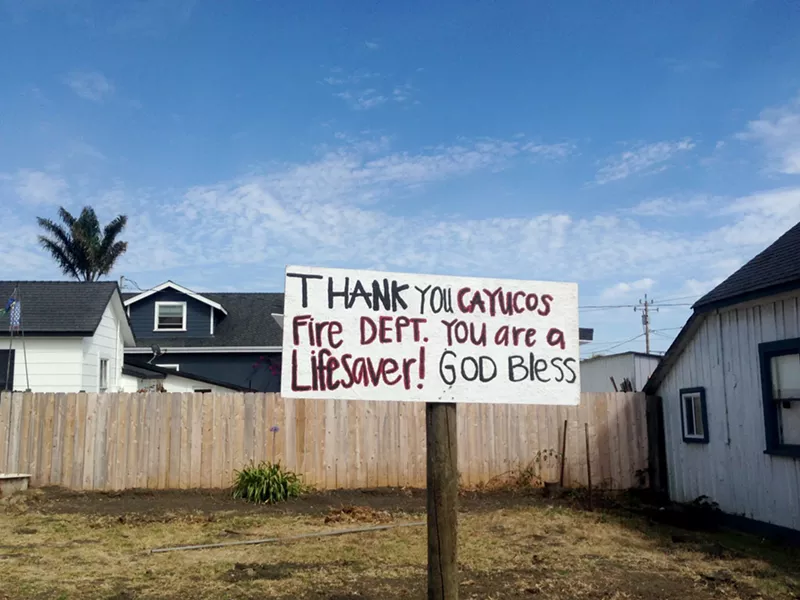 THANK YOU CAYUCOS
Fire DEPT. You are a
Lifesaver! GOD Bless